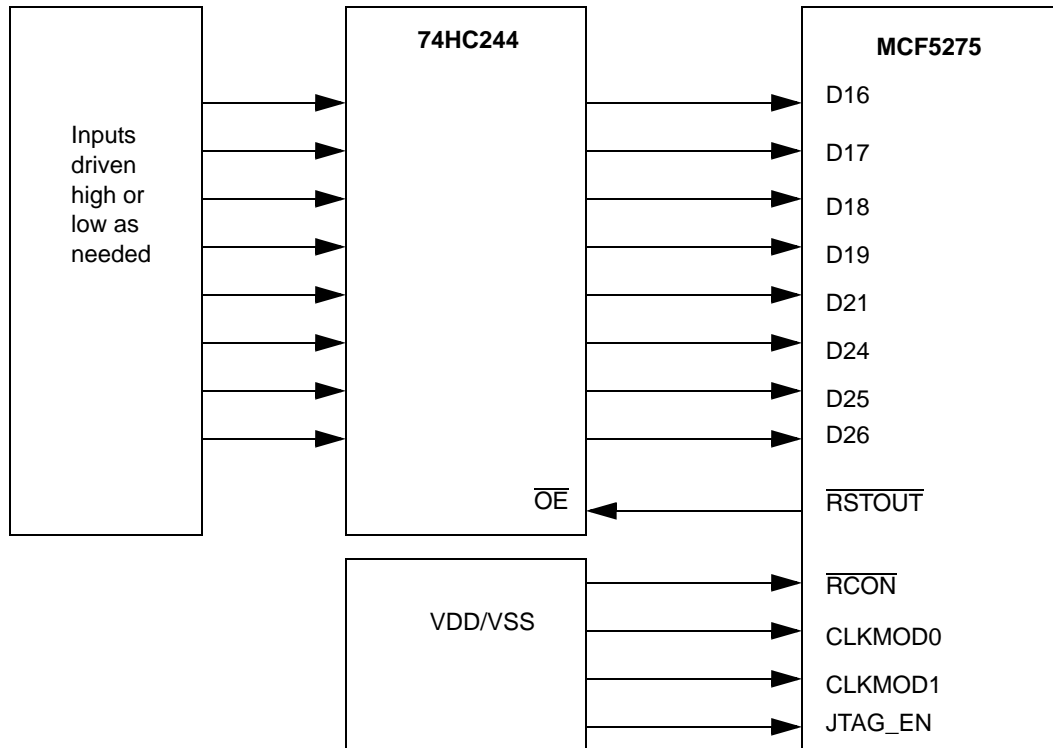 74HC244
MCF5275
Inputs
driven
high or
low as
needed
D16
D17
D18
D19
D21
D24
D25
D26
OE
RSTOUT
RCON
VDD/VSS
CLKMOD0
CLKMOD1
JTAG_EN